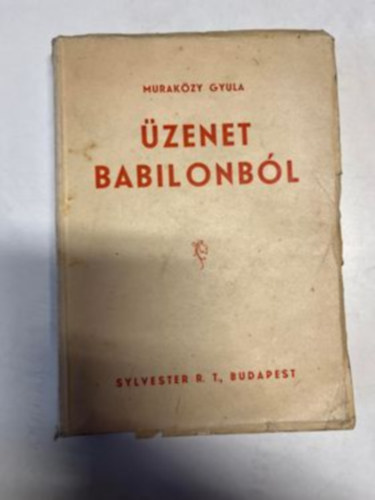 MURAKÖZY GYULA
ÜZENET
BABILONBÓL
SYLVESTER R. T., BUDAPEST